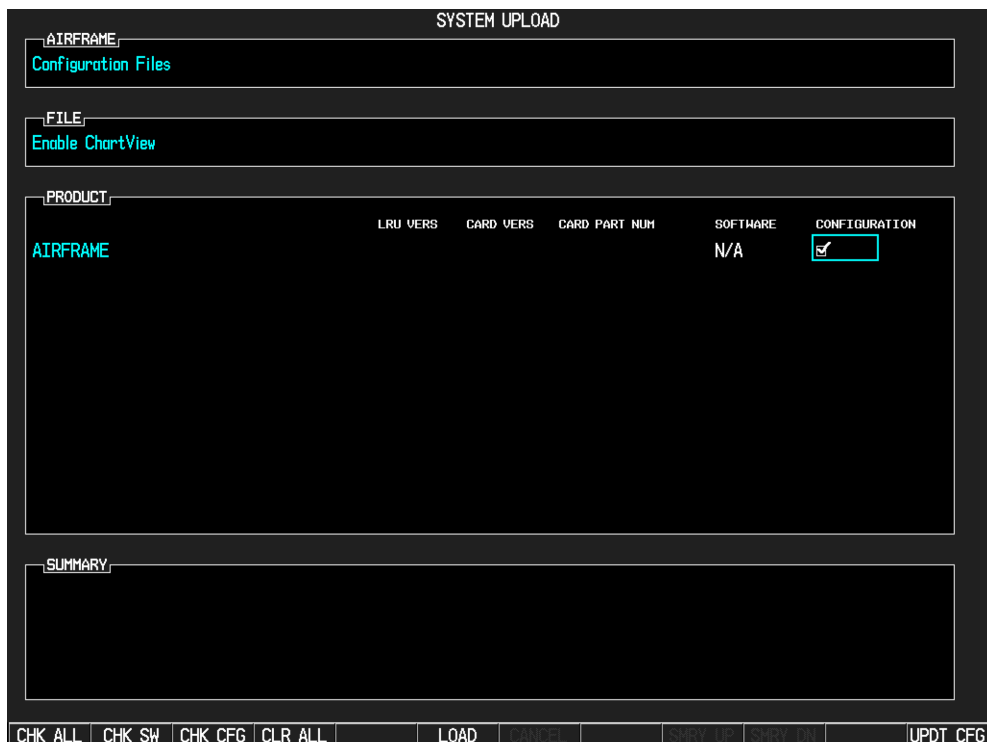 SYSTEM UPLOAD
AIRFRAME
Configuration Files
FILE
Enable ChartView
PRODUCT
LRU VERS CARD VERS CARD PART NUM SOFTWARE CONFIGURATION
AIRFRAME N/A
SUMMARY
CHK ALL CHK SW CHK CFG CLR ALL LOAD CANCEL SMRY UP SMRY DN UPDT CFG